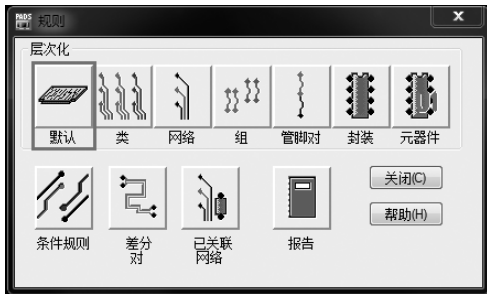 PADS 规则 x
层次化
默认 类 网络 组 管脚对 封装 元器件
关闭(C)
帮助(H)
条件规则 差分对 已关联网络 报告